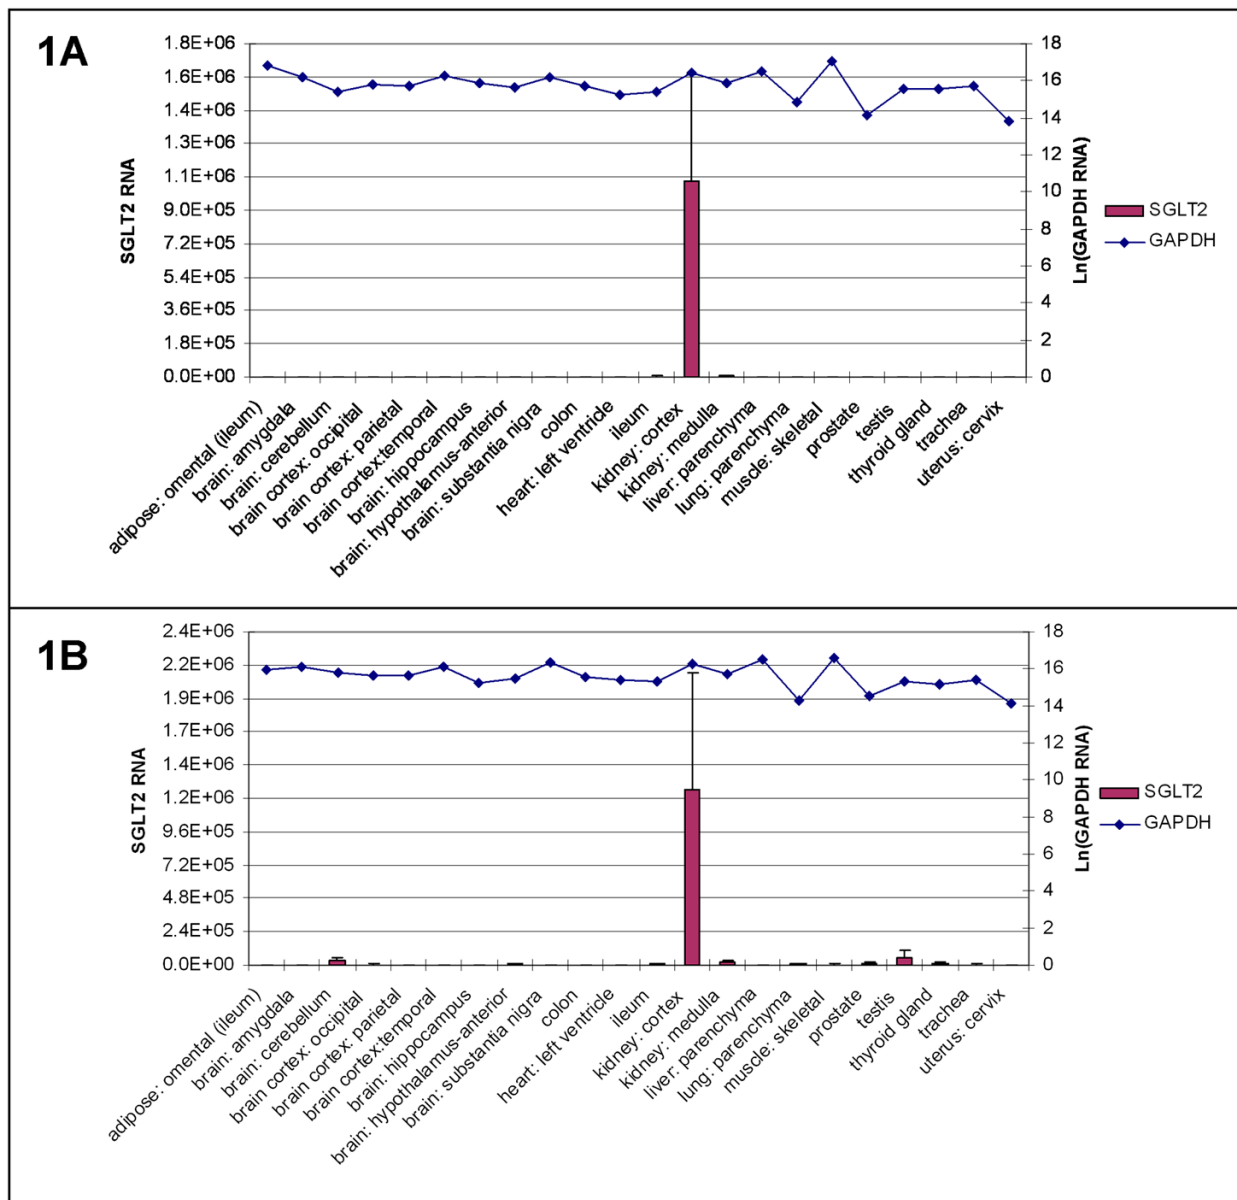 1A
1.8E+06
1.6E+06
1.4E+06
1.3E+06
1.1E+06
9.0E+05
7.2E+05
5.4E+05
3.6E+05
1.8E+05
0.0E+00
SGLT2 RNA
18
16
14
12
10
8
6
4
2
0
Ln(GAPDH RNA)
SGLT2
GAPDH
adipose: omental (ileum)
brain: amygdala
brain: cerebellum
brain cortex: occipital
brain cortex: parietal
brain cortex:temporal
brain: hippocampus
brain: hypothalamus-anterior
brain: substantia nigra
colon
heart: left ventricle
ileum
kidney: cortex
kidney: medulla
liver: parenchyma
lung: parenchyma
muscle: skeletal
prostate
testis
thyroid gland
trachea
uterus: cervix
1B
2.4E+06
2.2E+06
1.9E+06
1.7E+06
1.4E+06
1.2E+06
9.6E+05
7.2E+05
4.8E+05
2.4E+05
0.0E+00
SGLT2 RNA
18
16
14
12
10
8
6
4
2
0
Ln(GAPDH RNA)
SGLT2
GAPDH
adipose: omental (ileum)
brain: amygdala
brain: cerebellum
brain cortex: occipital
brain cortex: parietal
brain cortex:temporal
brain: hippocampus
brain: hypothalamus-anterior
brain: substantia nigra
colon
heart: left ventricle
ileum
kidney: cortex
kidney: medulla
liver: parenchyma
lung: parenchyma
muscle: skeletal
prostate
testis
thyroid gland
trachea
uterus: cervix